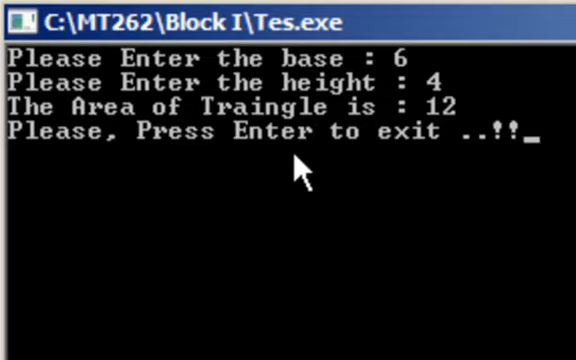 C:\MT262\Block I\Tes.exe
Please Enter the base : 6
Please Enter the height : 4
The Area of Traingle is : 12
Please, Press Enter to exit ..!!_